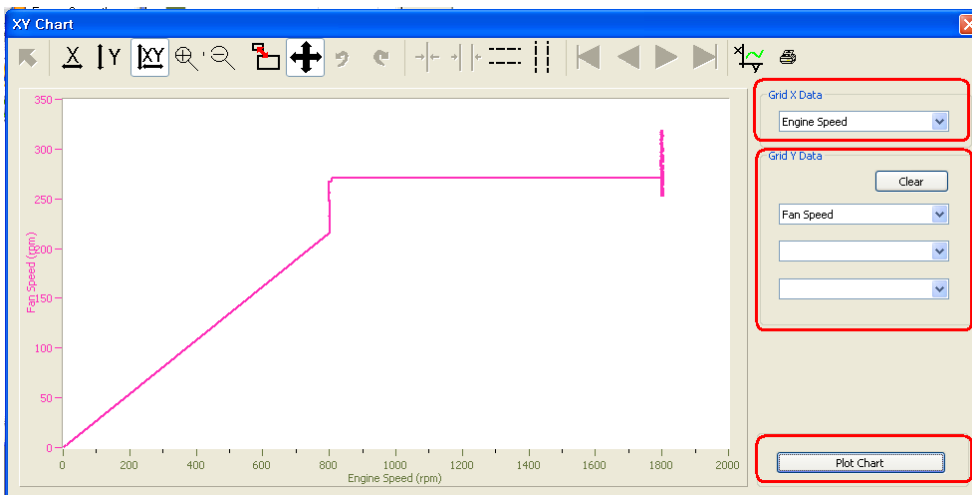 XY Chart
X Y XY
350
300
250
200
150
100
50
0
Fan Speed (rpm)
0 200 400 600 800 1000 1200 1400 1600 1800 2000
Engine Speed (rpm)
Grid X Data
Engine Speed
Grid Y Data
Clear
Fan Speed
Plot Chart